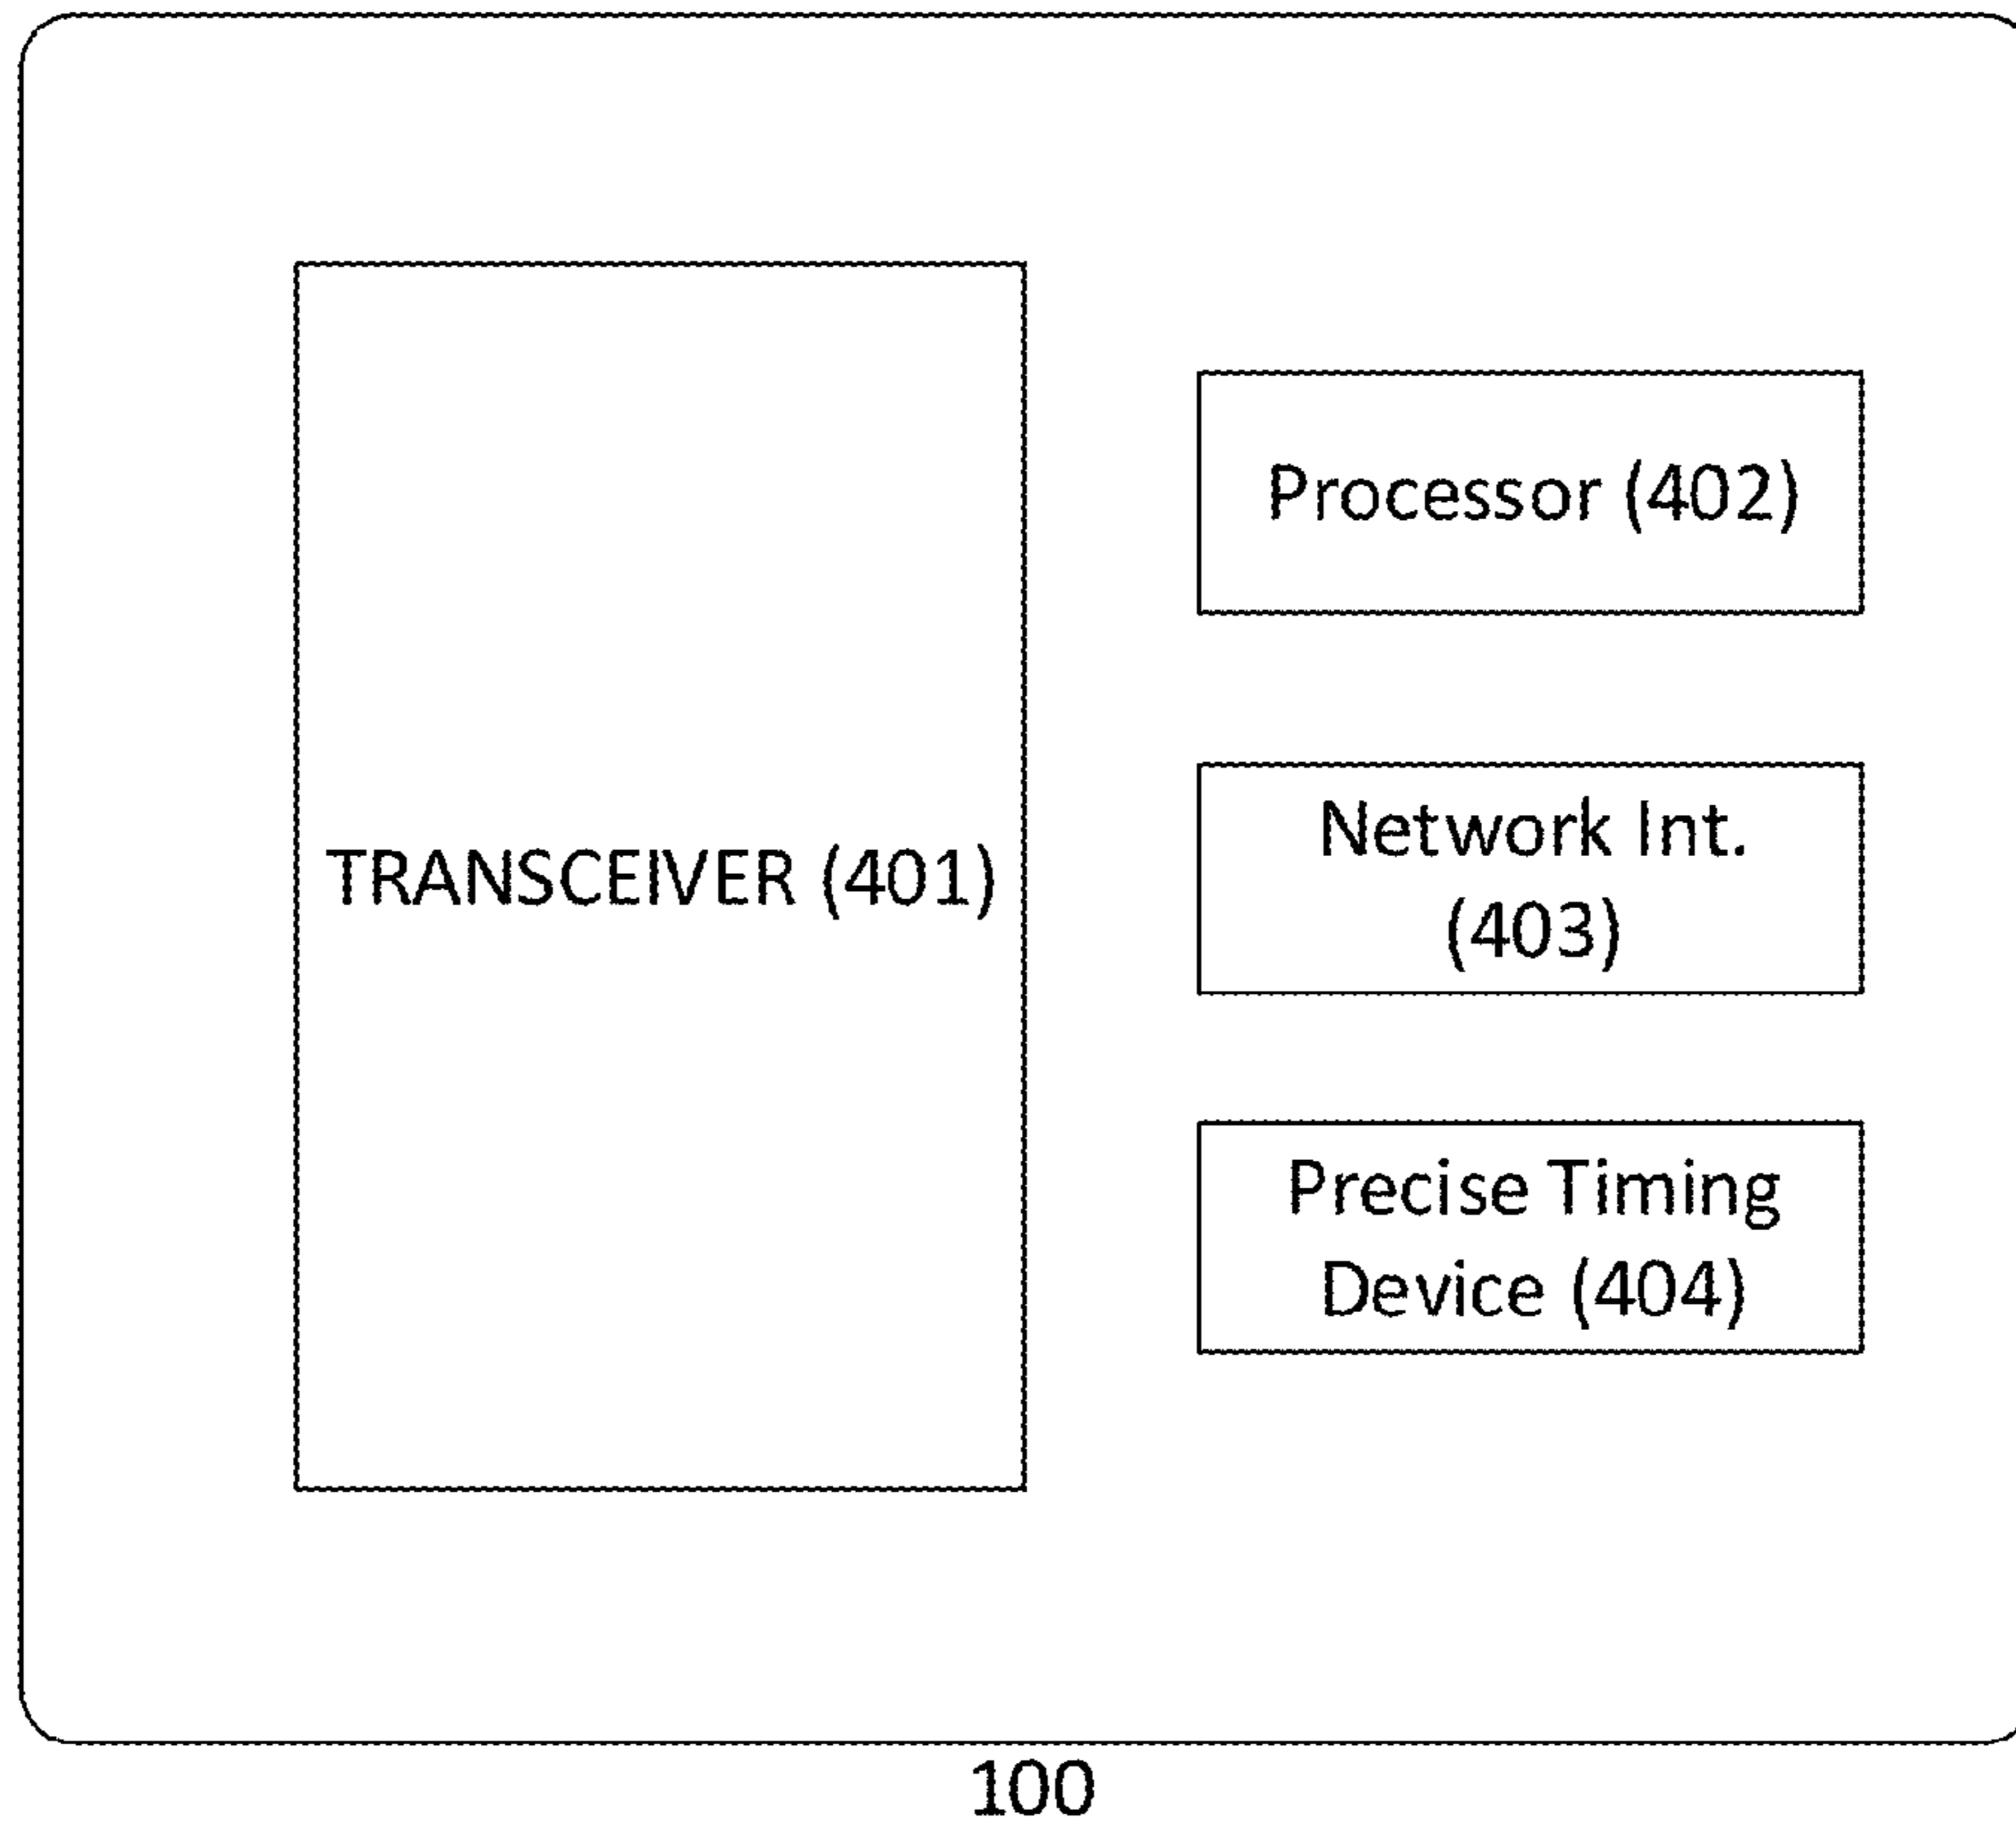 TRANSCEIVER (401)
Processor (402)
Network Int.
(403)
Precise Timing
Device (404)
100